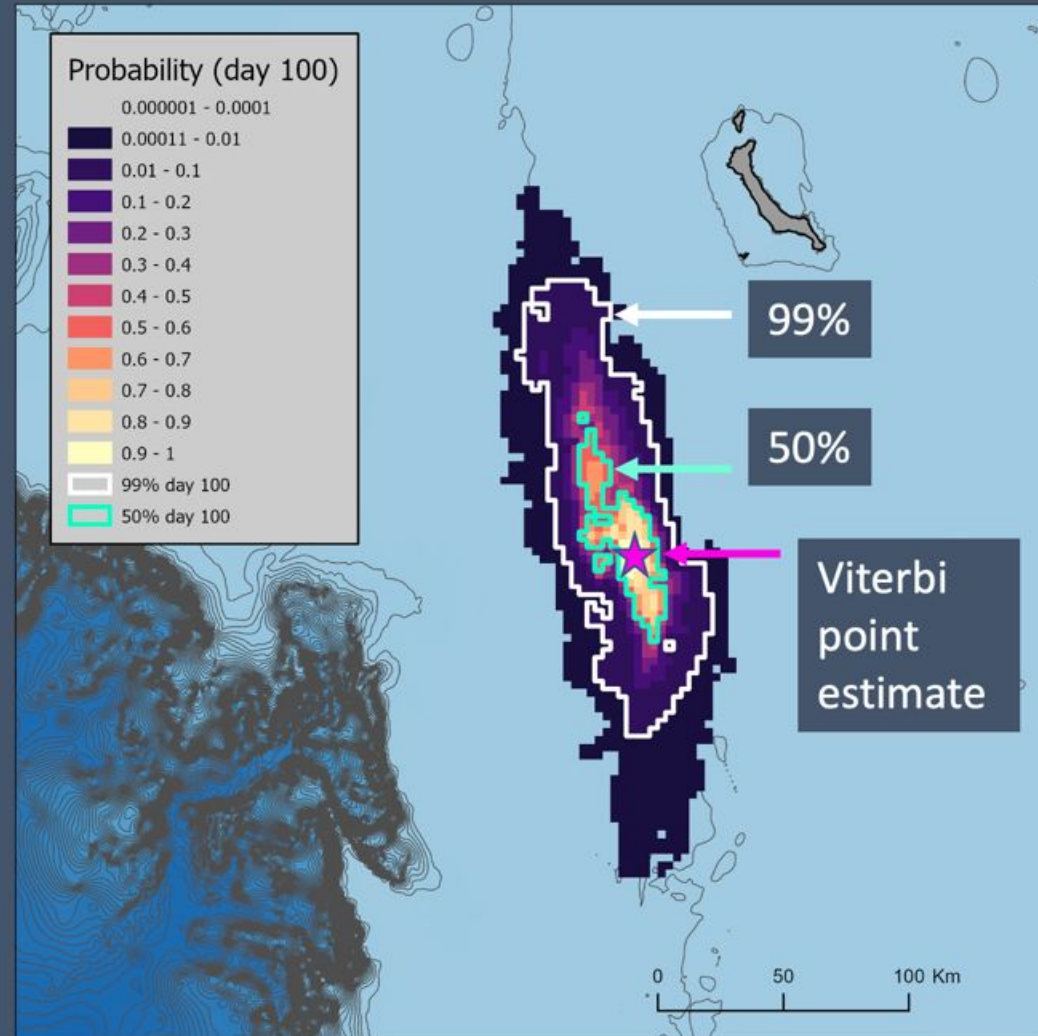 Probability (day 100)
0.000001 - 0.0001
0.00011 - 0.01
0.01 - 0.1
0.1 - 0.2
0.2 - 0.3
0.3 - 0.4
0.4 - 0.5
0.5 - 0.6
0.6 - 0.7
0.7 - 0.8
0.8 - 0.9
0.9 - 1
99% day 100
50% day 100
99%
50%
Viterbi
point
estimate
0 50 100 Km